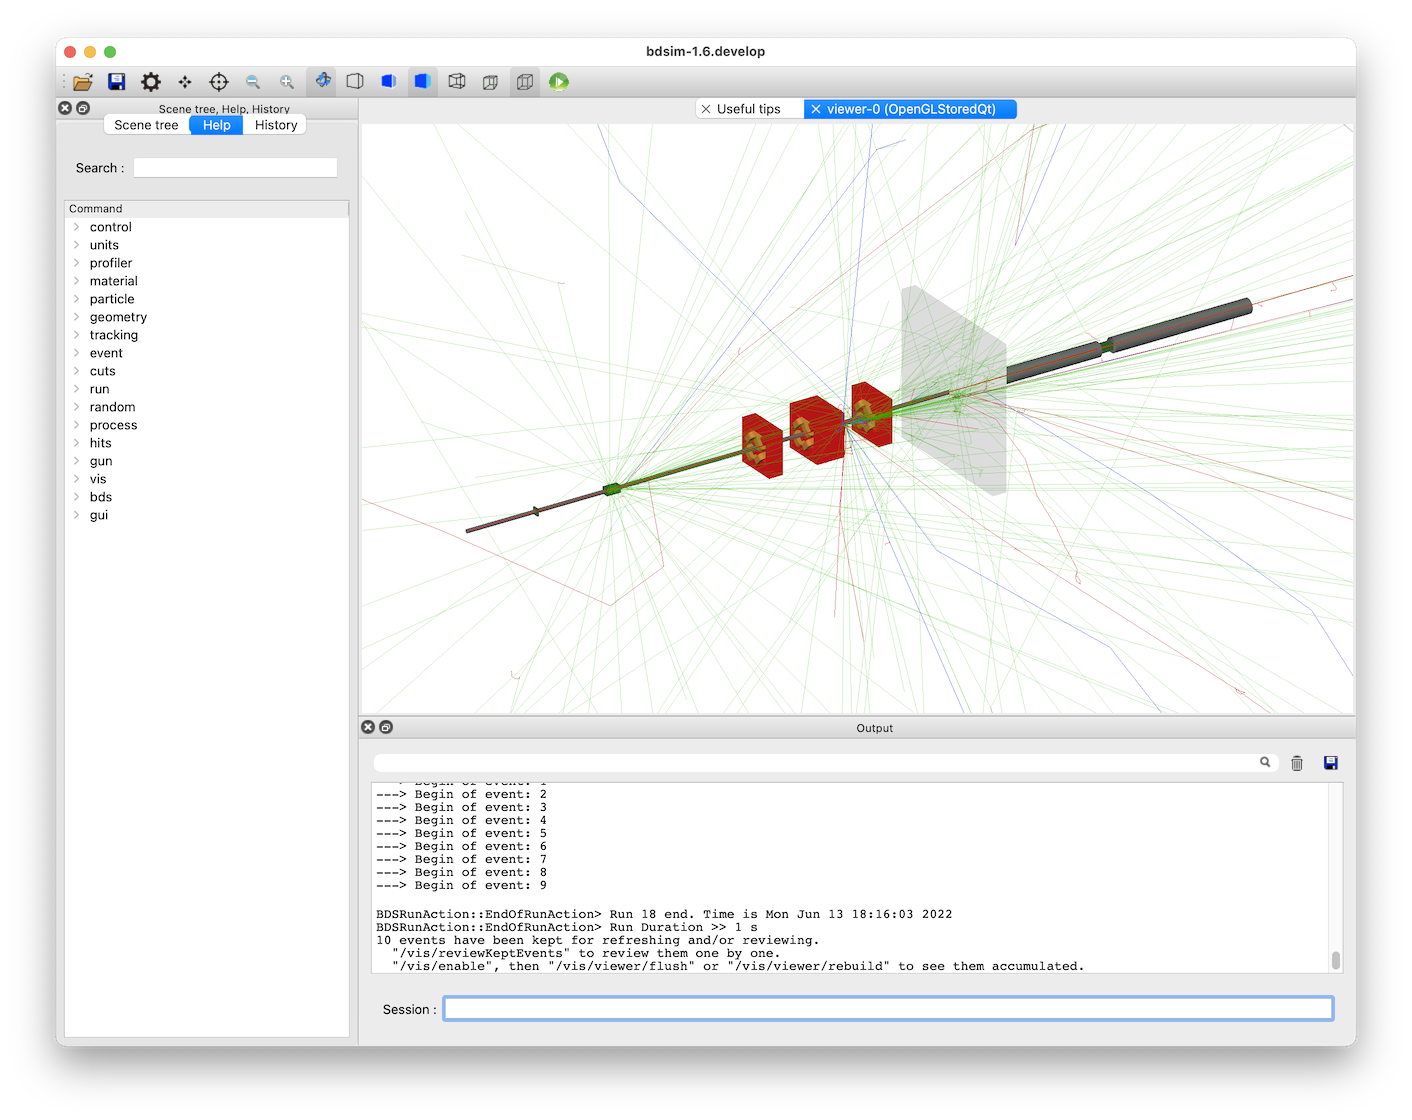 bdsim-1.6.develop
Scene tree, Help, History
Scene tree
Help
History
Search :
Command
control
units
profiler
material
particle
geometry
tracking
event
cuts
run
random
process
hits
gun
vis
bds
gui
Useful tips
viewer-0 (OpenGLStoredQt)
Output
---> Begin of event: 1
---> Begin of event: 2
---> Begin of event: 3
---> Begin of event: 4
---> Begin of event: 5
---> Begin of event: 6
---> Begin of event: 7
---> Begin of event: 8
---> Begin of event: 9
BDSRunAction::EndOfRunAction> Run 18 end. Time is Mon Jun 13 18:16:03 2022
BDSRunAction::EndOfRunAction> Run Duration >> 1 s
10 events have been kept for refreshing and/or reviewing.
"/vis/reviewKeptEvents" to review them one by one.
"/vis/enable", then "/vis/viewer/flush" or "/vis/viewer/rebuild" to see them accumulated.
Session :